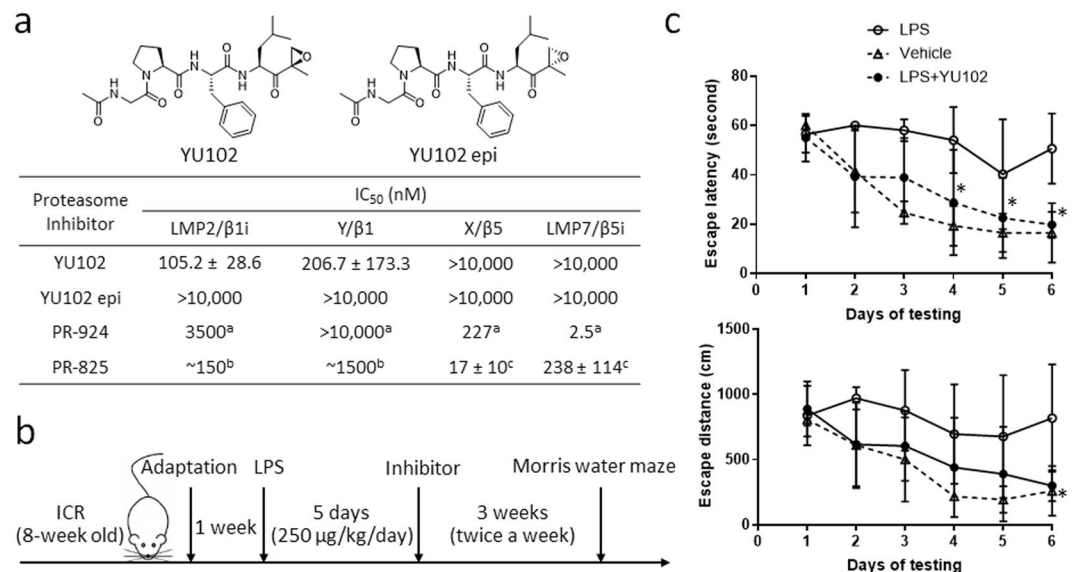 a
O
O
O
O
O
H
N
N
H
N
N
H
O
O
O
O
O
O
H
N
N
H
N
N
H
O
YU102
YU102 epi
Proteasome
Inhibitor
IC50 (nM)
LMP2/β1i
Y/β1
X/β5
LMP7/β5i
YU102 105.2 ± 28.6 206.7 ± 173.3 >10,000 >10,000
YU102 epi >10,000 >10,000 >10,000 >10,000
PR-924 3500ᵃ >10,000ᵃ 227ᵃ 2.5ᵃ
PR-825 ~150ᵇ ~1500ᵇ 17 ± 10ᶜ 238 ± 114ᶜ
b
Adaptation LPS Inhibitor Morris water maze
ICR
(8-week old)
1 week
5 days
(250 µg/kg/day)
3 weeks
(twice a week)
c
LPS
Vehicle
LPS+YU102
Escape latency (second)
80
60
40
20
0
* * *
0 1 2 3 4 5 6
Days of testing
Escape distance (cm)
1500
1000
500
0
*
0 1 2 3 4 5 6
Days of testing